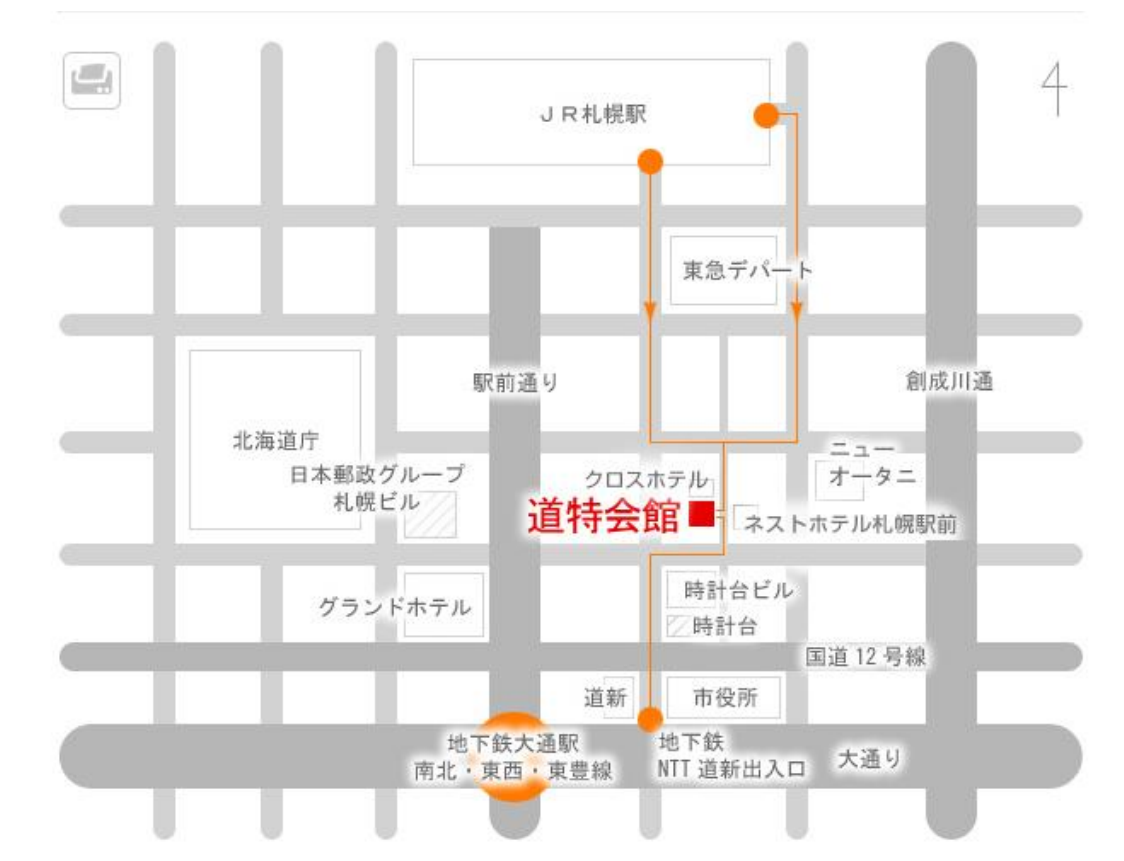 ＪＲ札幌駅
東急デパート
駅前通り
創成川通
北海道庁
日本郵政グループ
札幌ビル
クロスホテル
ニュー
オータニ
道特会館
ネストホテル札幌駅前
グランドホテル
時計台ビル
時計台
国道12号線
道新
市役所
地下鉄大通駅
南北・東西・東豊線
地下鉄
NTT道新出入口
大通り